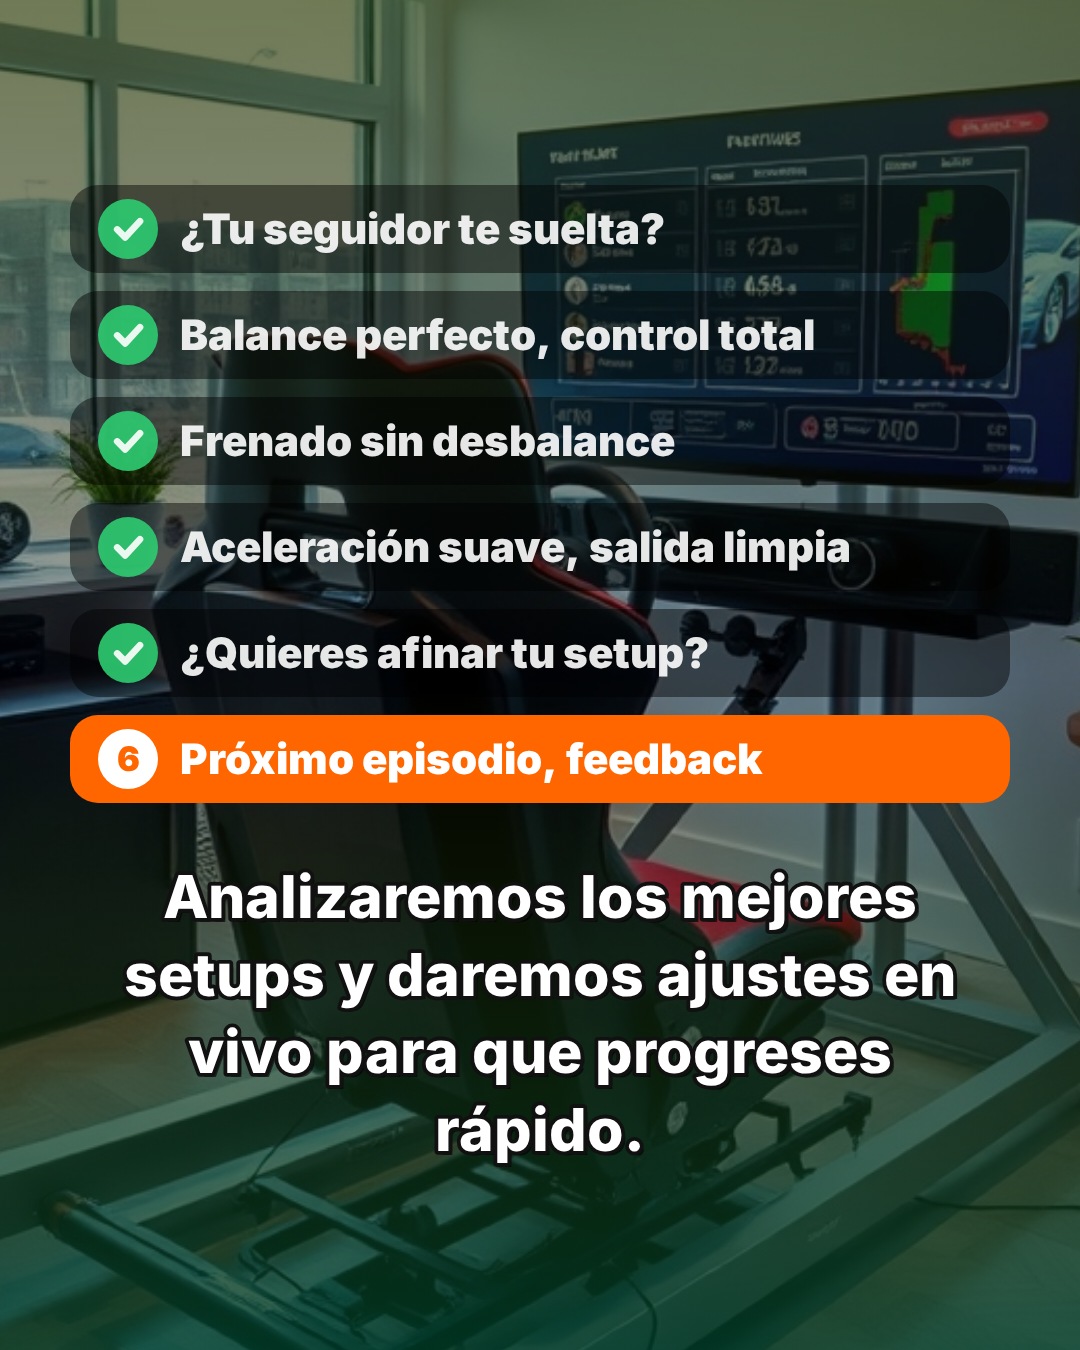 ¿Tu seguidor te suelta?
Balance perfecto, control total
Frenado sin desbalance
Aceleración suave, salida limpia
¿Quieres afinar tu setup?
6 Próximo episodio, feedback
Analizaremos los mejores
setups y daremos ajustes en
vivo para que progreses
rápido.